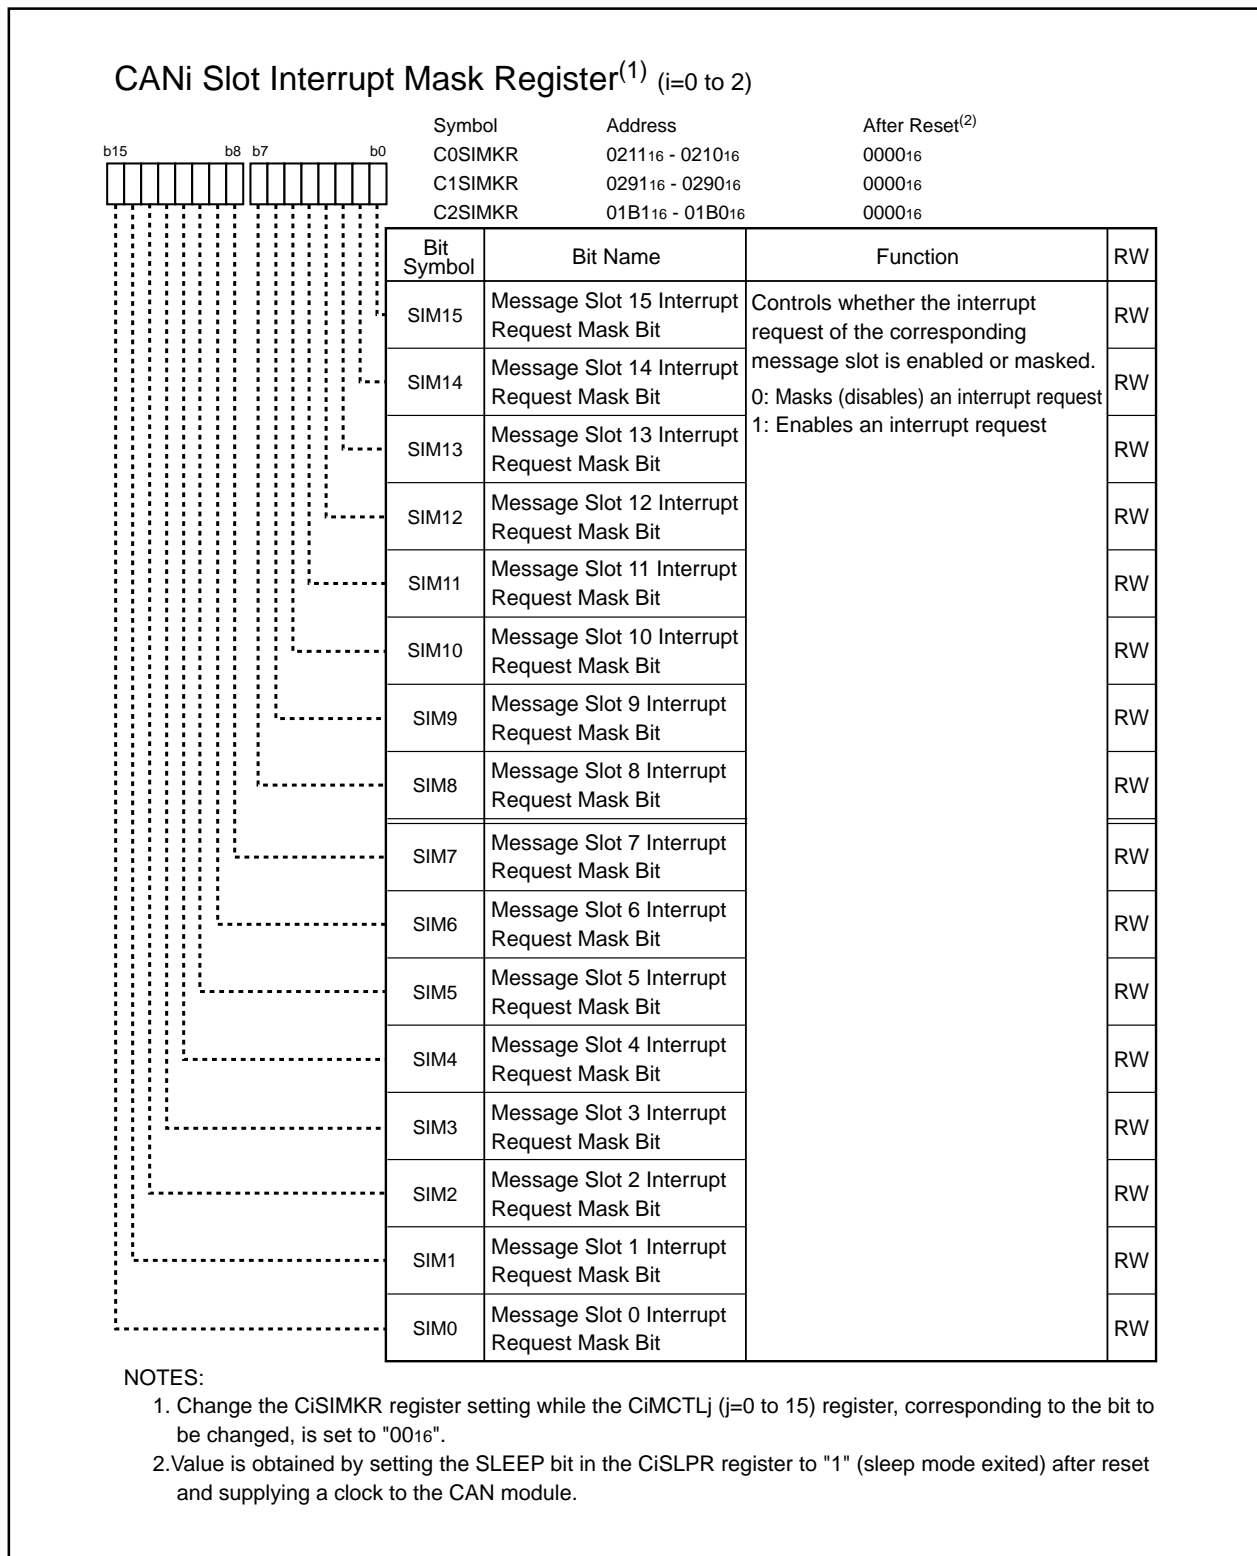 CANi Slot Interrupt Mask Register(1) (i=0 to 2)
Symbol Address After Reset(2)
b15 b8 b7 b0
C0SIMKR 021116 - 021016 000016
C1SIMKR 029116 - 029016 000016
C2SIMKR 01B116 - 01B016 000016
Bit Symbol Bit Name Function RW
SIM15 Message Slot 15 Interrupt Request Mask Bit RW
Controls whether the interrupt
request of the corresponding
message slot is enabled or masked.
0: Masks (disables) an interrupt request
1: Enables an interrupt request
SIM14 Message Slot 14 Interrupt Request Mask Bit RW
SIM13 Message Slot 13 Interrupt Request Mask Bit RW
SIM12 Message Slot 12 Interrupt Request Mask Bit RW
SIM11 Message Slot 11 Interrupt Request Mask Bit RW
SIM10 Message Slot 10 Interrupt Request Mask Bit RW
SIM9 Message Slot 9 Interrupt Request Mask Bit RW
SIM8 Message Slot 8 Interrupt Request Mask Bit RW
SIM7 Message Slot 7 Interrupt Request Mask Bit RW
SIM6 Message Slot 6 Interrupt Request Mask Bit RW
SIM5 Message Slot 5 Interrupt Request Mask Bit RW
SIM4 Message Slot 4 Interrupt Request Mask Bit RW
SIM3 Message Slot 3 Interrupt Request Mask Bit RW
SIM2 Message Slot 2 Interrupt Request Mask Bit RW
SIM1 Message Slot 1 Interrupt Request Mask Bit RW
SIM0 Message Slot 0 Interrupt Request Mask Bit RW
NOTES:
1. Change the CiSIMKR register setting while the CiMCTLj (j=0 to 15) register, corresponding to the bit to
be changed, is set to "0016".
2.Value is obtained by setting the SLEEP bit in the CiSLPR register to "1" (sleep mode exited) after reset
and supplying a clock to the CAN module.